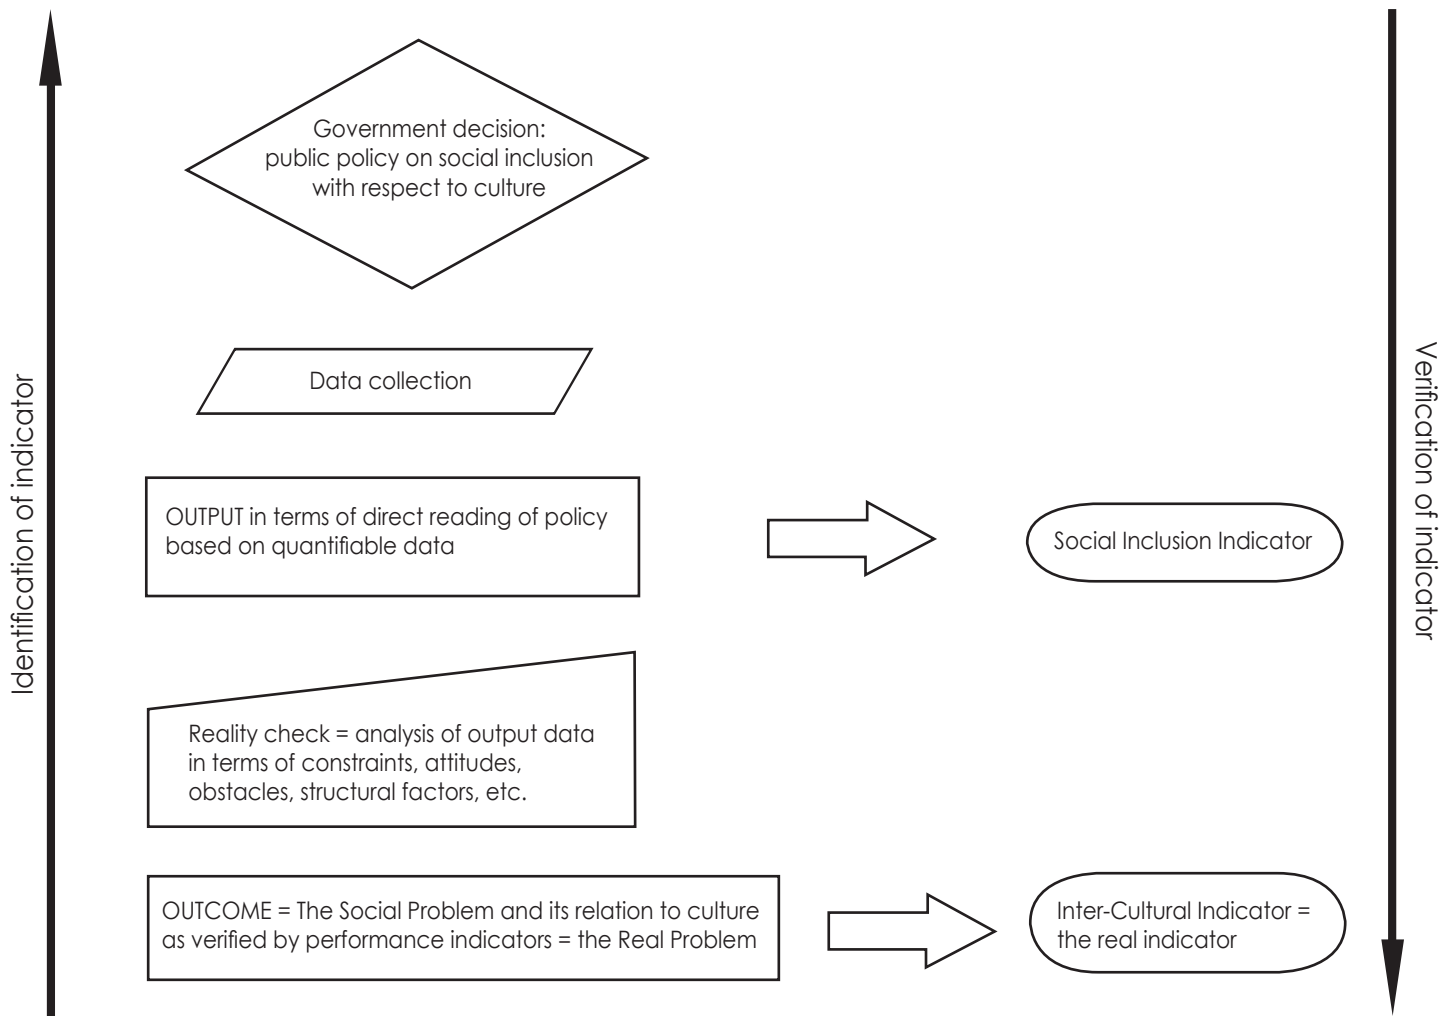 Government decision:
public policy on social inclusion
with respect to culture
Identification of indicator
Verification of indicator
Data collection
OUTPUT in terms of direct reading of policy
based on quantifiable data
Social Inclusion Indicator
Reality check = analysis of output data
in terms of constraints, attitudes,
obstacles, structural factors, etc.
OUTCOME = The Social Problem and its relation to culture
as verified by performance indicators = the Real Problem
Inter-Cultural Indicator =
the real indicator